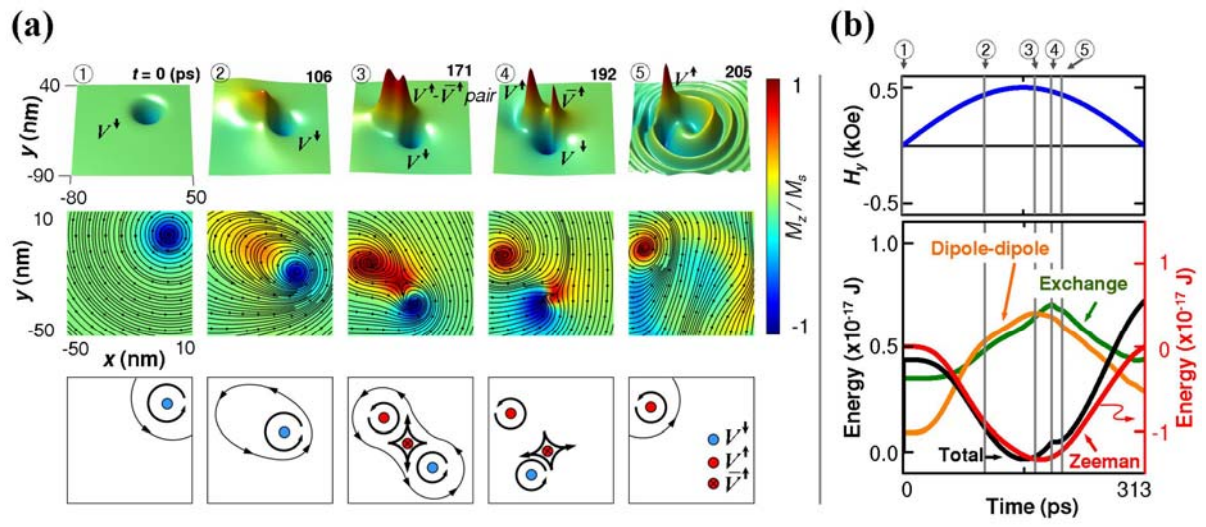 (a)
① t = 0 (ps)
② 106
③ 171
④ 192
⑤ 205
40
y (nm)
-90
-80
50
V↓
V↓
V↑-V̄↑ pair
V↓
V↑
V̄↑
V↓
V↑
1
M_z / M_s
-1
10
y (nm)
-50
-50
10
x (nm)
V↓
V↑
V̄↑
(b)
① ② ③ ④ ⑤
0.5
H_y (kOe)
-0.5
1.0
Dipole-dipole
Exchange
0.5
Energy (x10⁻¹⁷ J)
0.0
Total
Zeeman
1
0
-1
Energy (x10⁻¹⁷ J)
0
313
Time (ps)